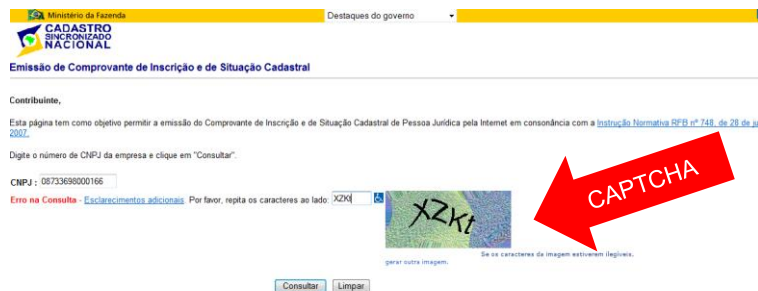 Ministério da Fazenda
Destaques do governo
CADASTRO
SINCRONIZADO
NACIONAL
Emissão de Comprovante de Inscrição e de Situação Cadastral
Contribuinte,
Esta página tem como objetivo permitir a emissão do Comprovante de Inscrição e de Situação Cadastral de Pessoa Jurídica pela Internet em consonância com a Instrução Normativa RFB nº 748, de 28 de
2007.
Digite o número de CNPJ da empresa e clique em "Consultar".
CNPJ : 08733698000166
Erro na Consulta - Esclarecimentos adicionais. Por favor, repita os caracteres ao lado: XZKt
XZKt
CAPTCHA
Se os caracteres da imagem estiverem ilegíveis,
gerar outra imagem.
Consultar Limpar